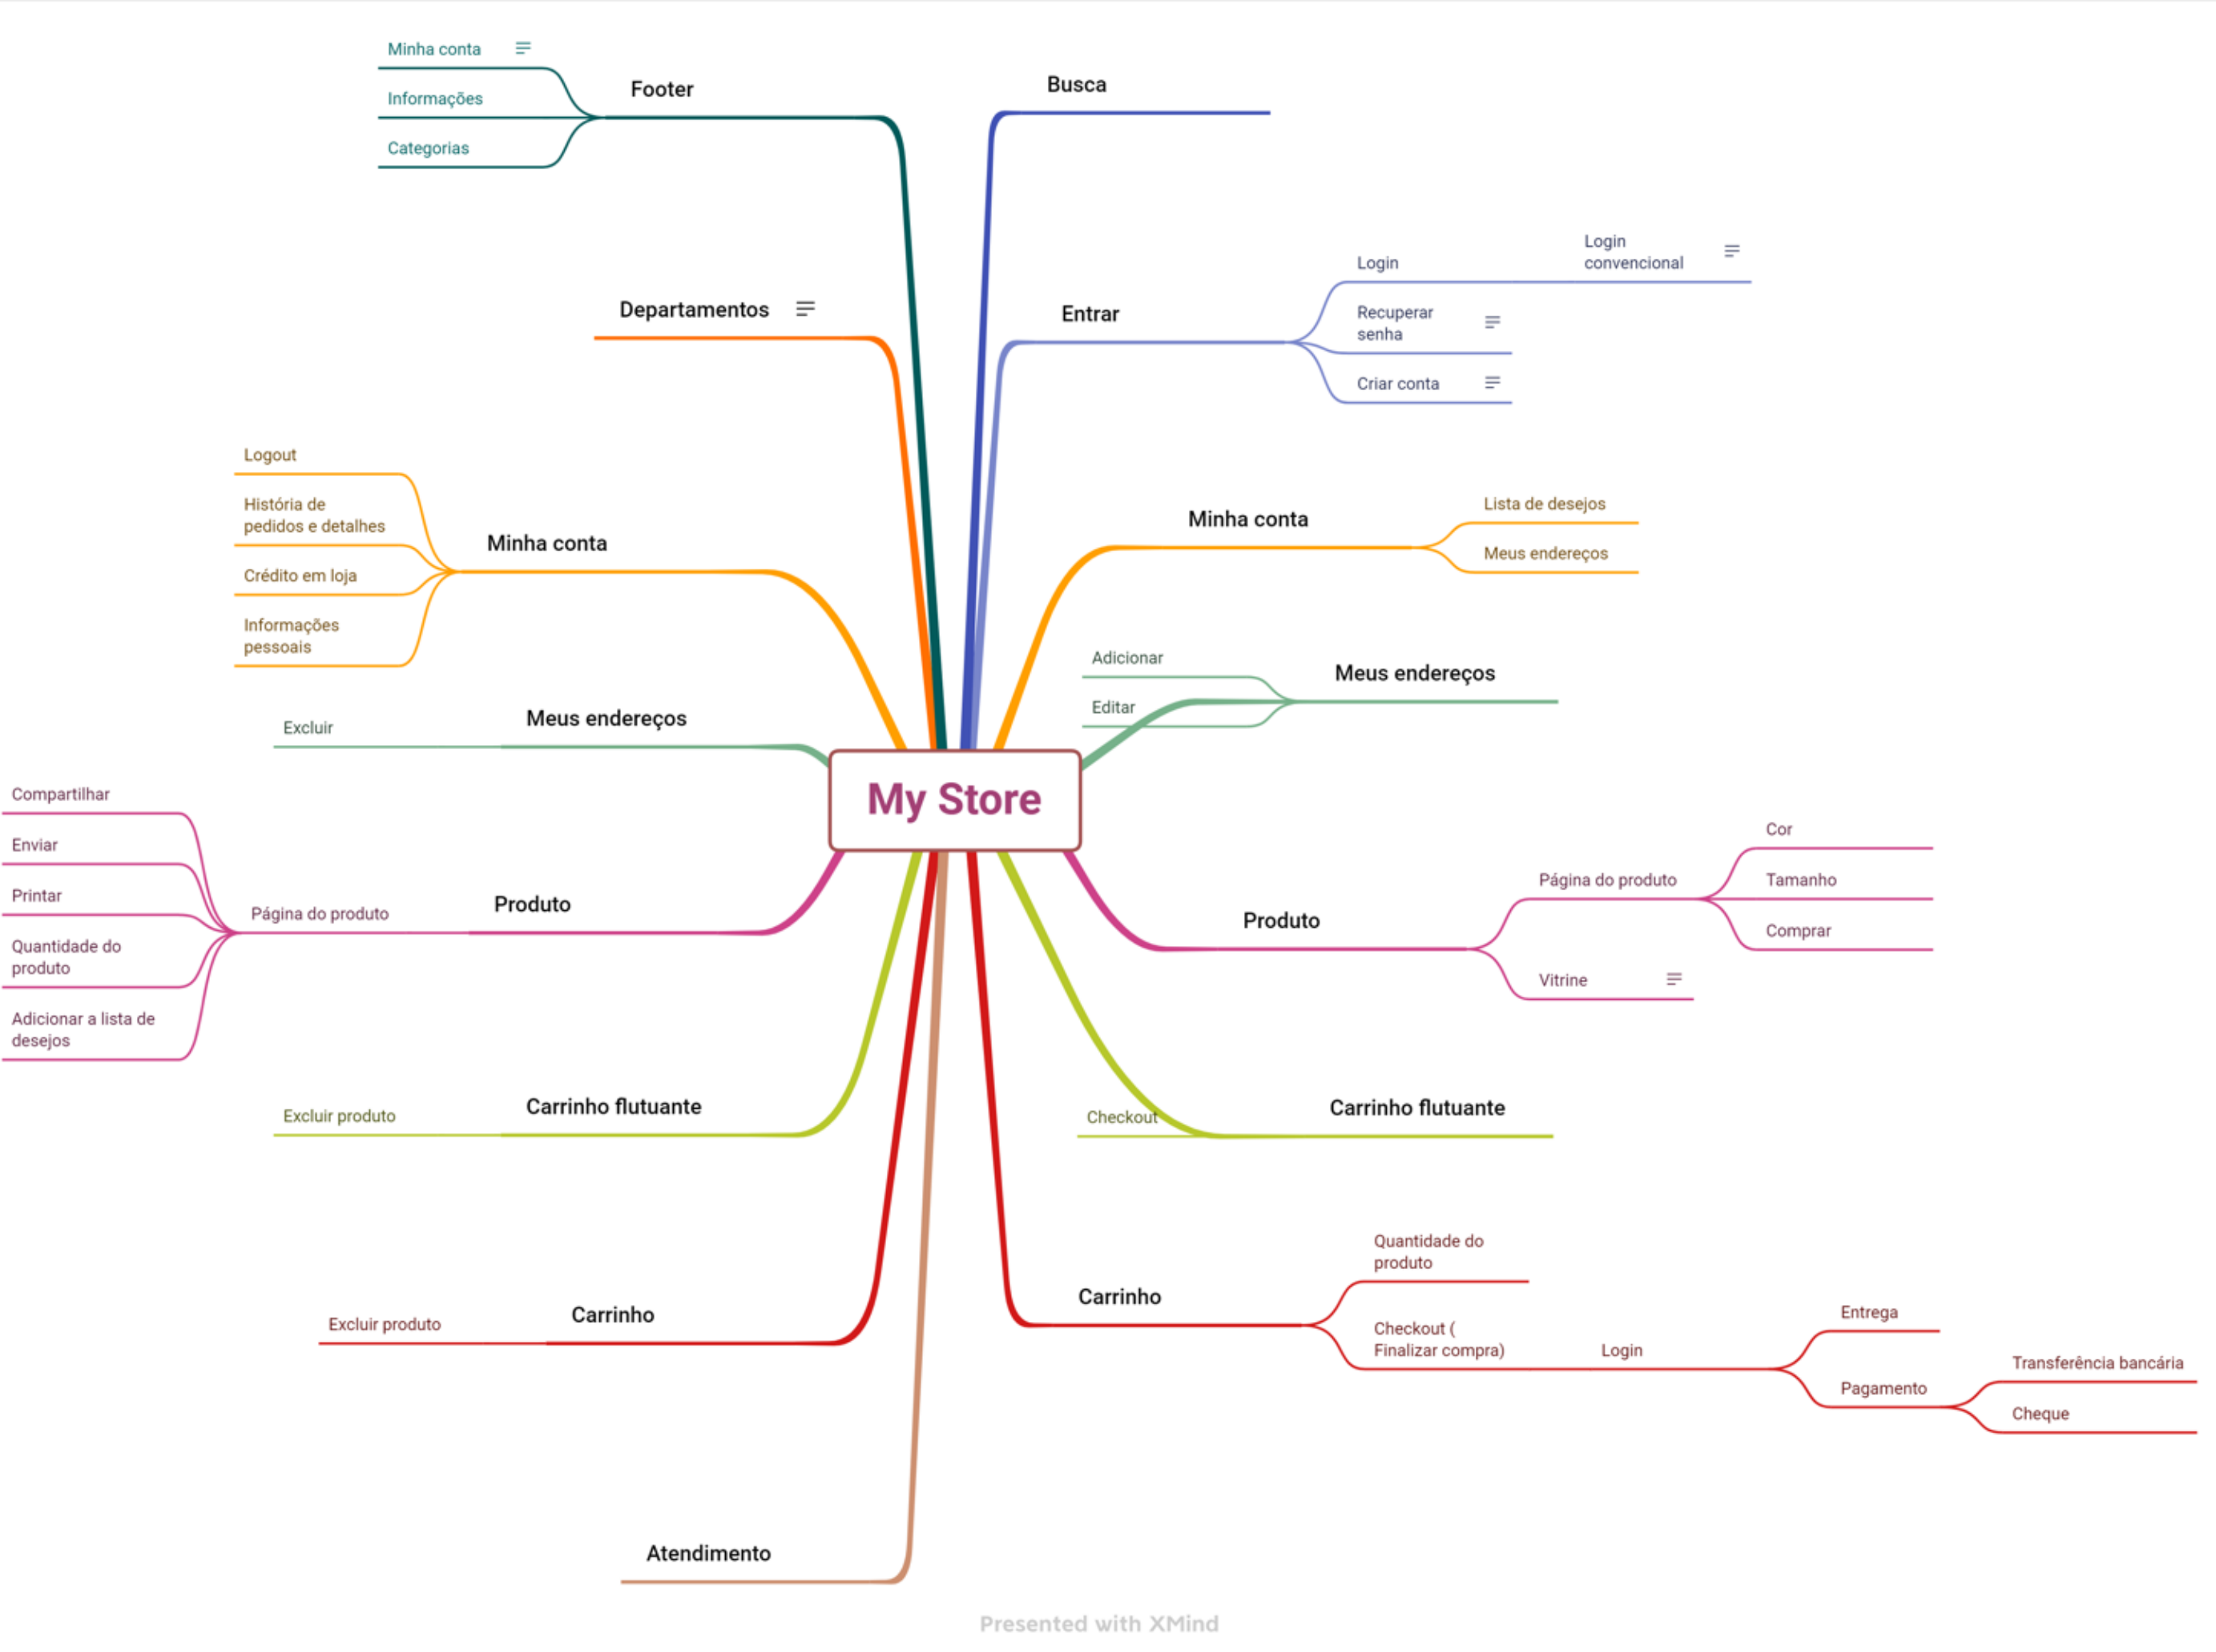 Minha conta
Informações
Categorias
Footer
Departamentos
Logout
História de
pedidos e detalhes
Crédito em loja
Informações
pessoais
Minha conta
Excluir
Meus endereços
Compartilhar
Enviar
Printar
Quantidade do
produto
Adicionar a lista de
desejos
Página do produto
Produto
Excluir produto
Carrinho flutuante
Excluir produto
Carrinho
Atendimento
My Store
Busca
Entrar
Login
Login
convencional
Recuperar
senha
Criar conta
Minha conta
Lista de desejos
Meus endereços
Adicionar
Editar
Meus endereços
Produto
Página do produto
Cor
Tamanho
Comprar
Vitrine
Checkout
Carrinho flutuante
Carrinho
Quantidade do
produto
Checkout (
Finalizar compra)
Login
Entrega
Pagamento
Transferência bancária
Cheque
Presented with XMind